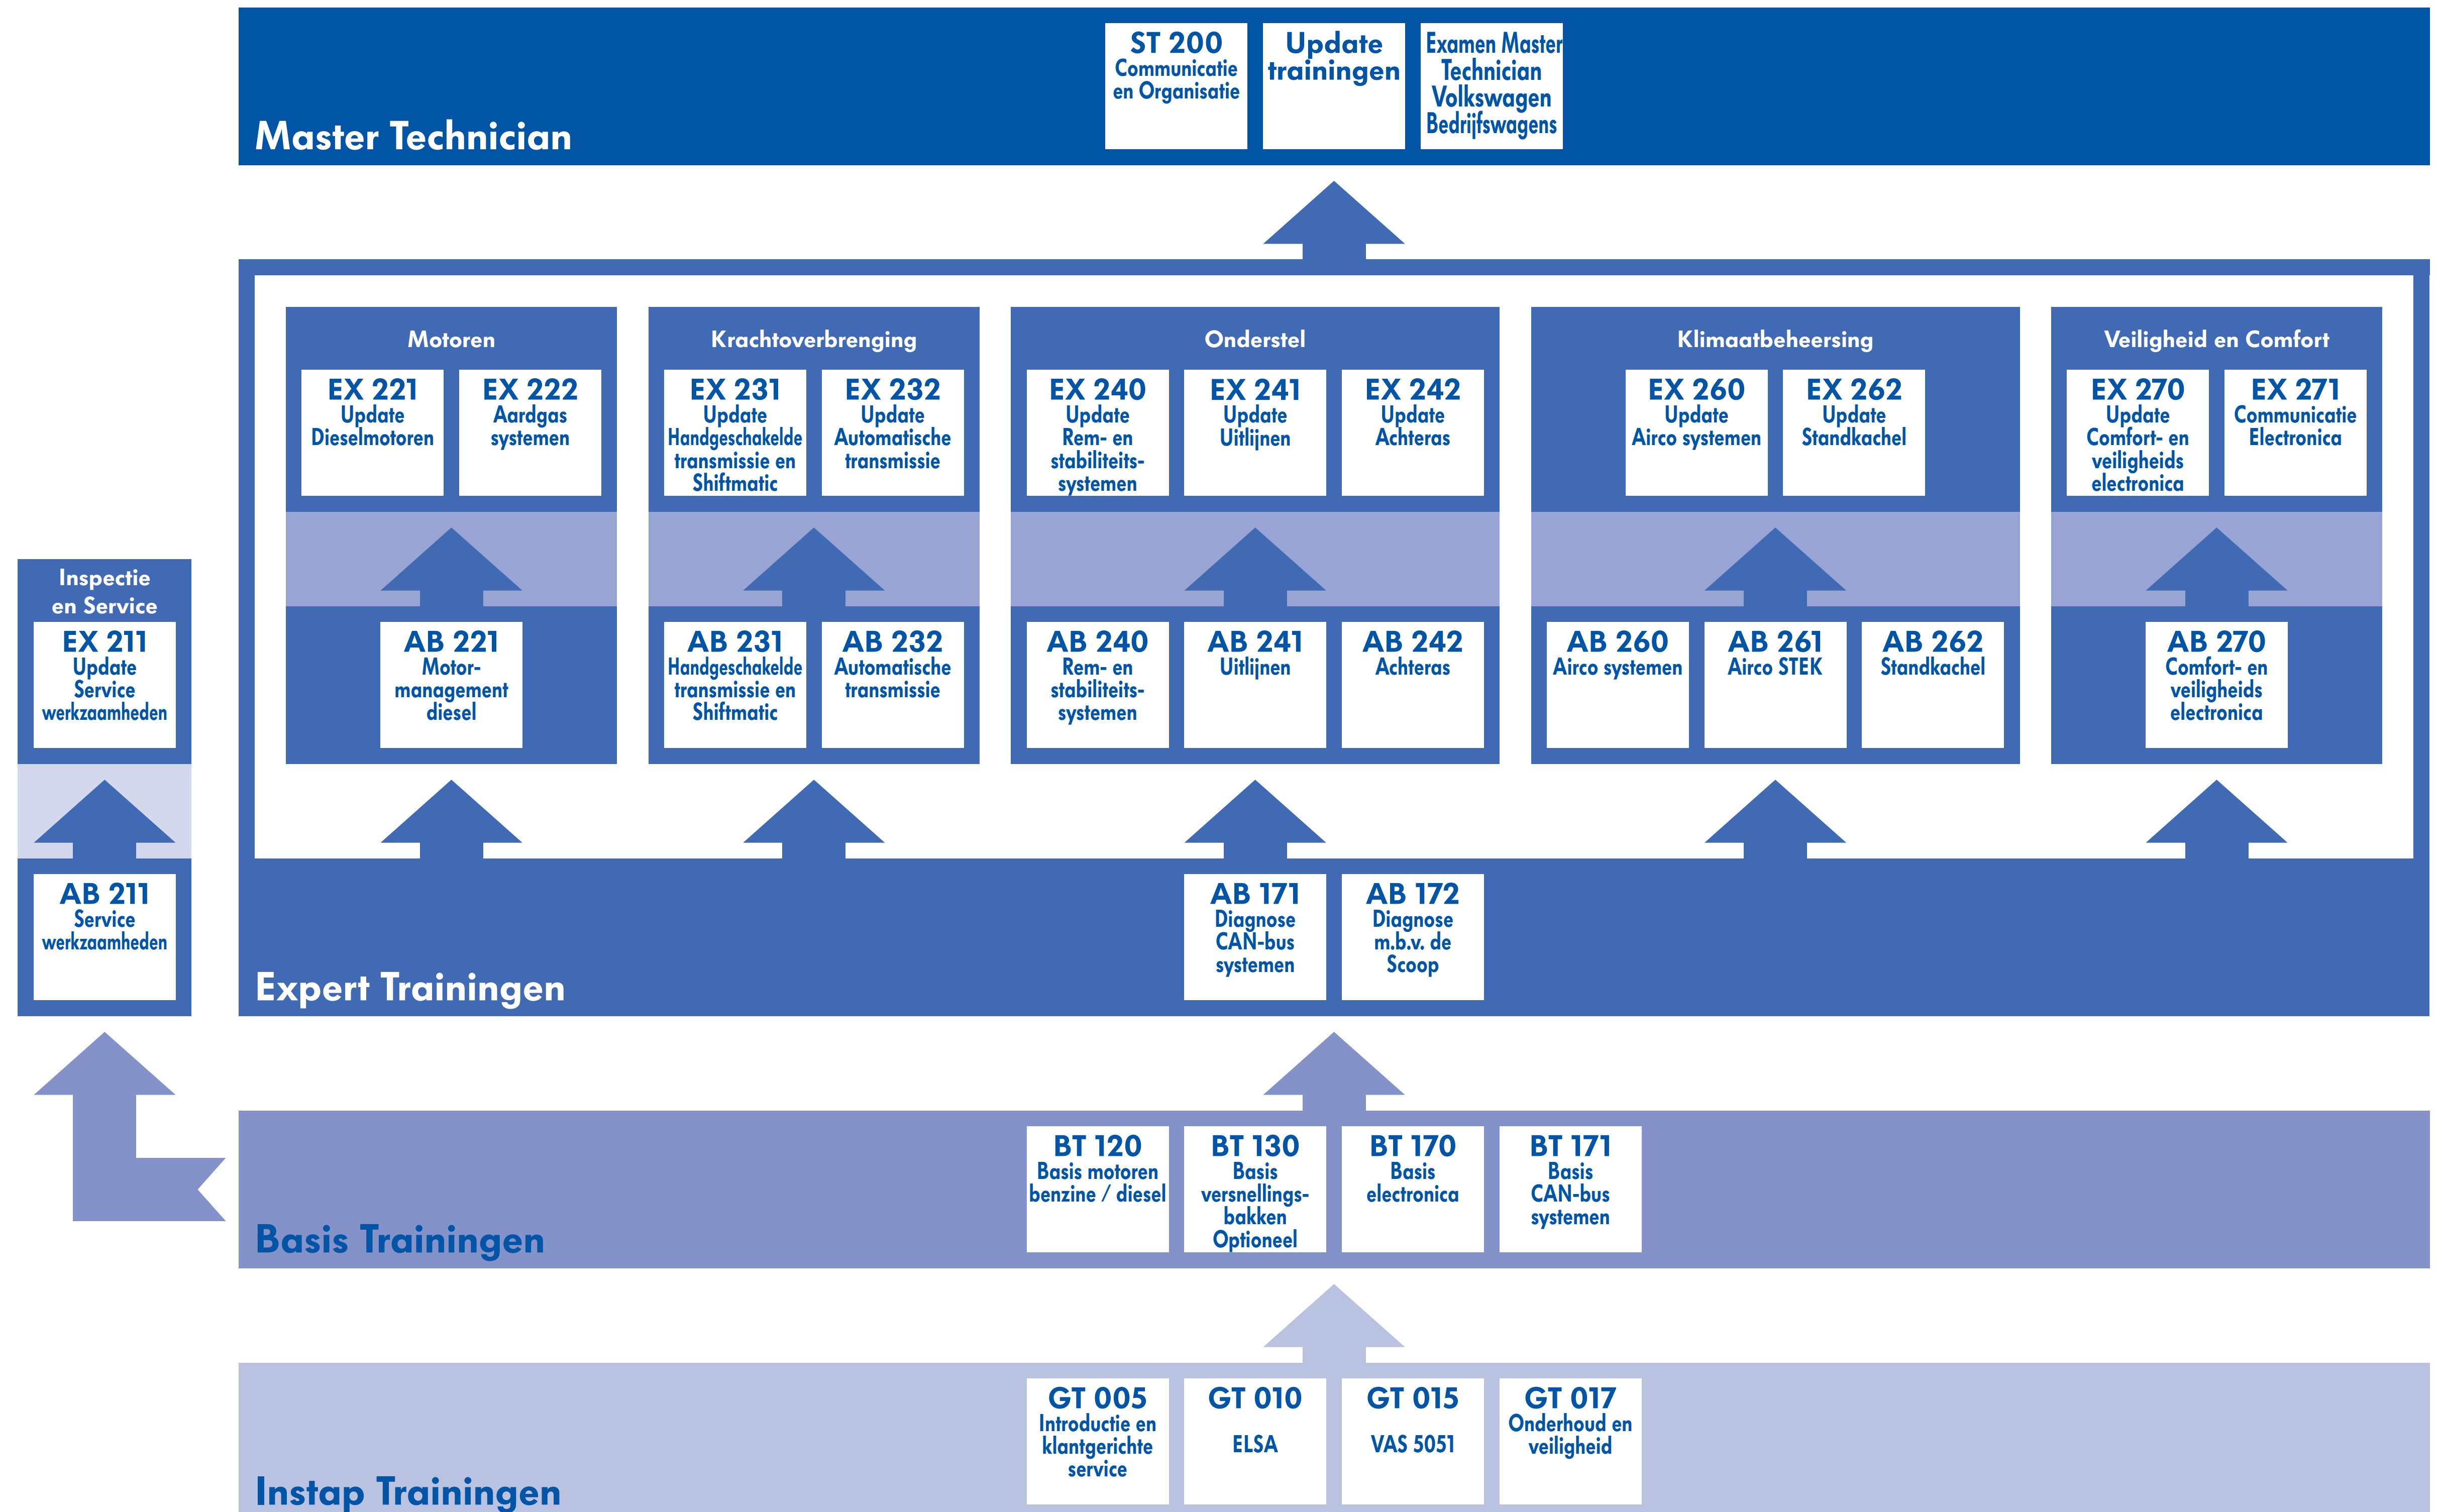 ST 200
Communicatie
en Organisatie
Update
trainingen
Examen Master
Technician
Volkswagen
Bedrijfswagens
Master Technician
Motoren
EX 221
Update
Dieselmotoren
EX 222
Aardgas
systemen
AB 221
Motor-
management
diesel
Krachtoverbrenging
EX 231
Update
Handgeschakelde
transmissie en
Shiftmatic
EX 232
Update
Automatische
transmissie
AB 231
Handgeschakelde
transmissie en
Shiftmatic
AB 232
Automatische
transmissie
Onderstel
EX 240
Update
Rem- en
stabiliteits-
systemen
EX 241
Update
Uitlijnen
EX 242
Update
Achteras
AB 240
Rem- en
stabiliteits-
systemen
AB 241
Uitlijnen
AB 242
Achteras
Klimaatbeheersing
EX 260
Update
Airco systemen
EX 262
Update
Standkachel
AB 260
Airco systemen
AB 261
Airco STEK
AB 262
Standkachel
Veiligheid en Comfort
EX 270
Update
Comfort- en
veiligheids
electronica
EX 271
Communicatie
Electronica
AB 270
Comfort- en
veiligheids
electronica
Inspectie
en Service
EX 211
Update
Service
werkzaamheden
AB 211
Service
werkzaamheden
AB 171
Diagnose
CAN-bus
systemen
AB 172
Diagnose
m.b.v. de
Scoop
Expert Trainingen
BT 120
Basis motoren
benzine / diesel
BT 130
Basis
versnellings-
bakken
Optioneel
BT 170
Basis
electronica
BT 171
Basis
CAN-bus
systemen
Basis Trainingen
GT 005
Introductie en
klantgerichte
service
GT 010
ELSA
GT 015
VAS 5051
GT 017
Onderhoud en
veiligheid
Instap Trainingen